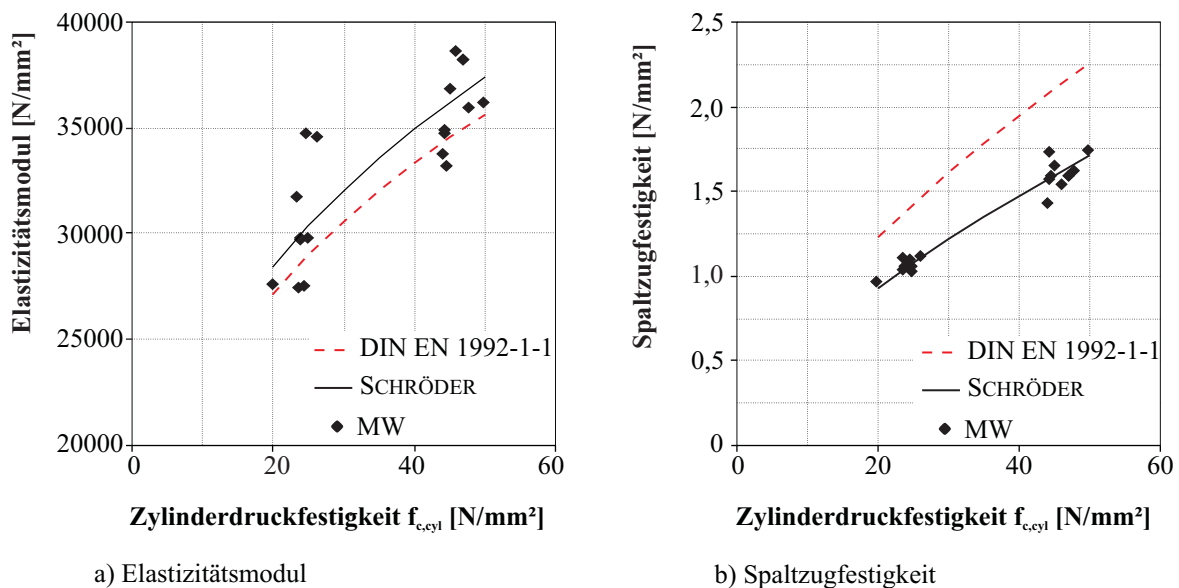 40000
35000
30000
25000
20000
0
20
40
60
Elastizitätsmodul [N/mm²]
DIN EN 1992-1-1
SCHRÖDER
MW
Zylinderdruckfestigkeit fc,cyl [N/mm²]
a) Elastizitätsmodul
2,5
2,0
1,5
1,0
0,5
0
0
20
40
60
Spaltzugfestigkeit [N/mm²]
DIN EN 1992-1-1
SCHRÖDER
MW
Zylinderdruckfestigkeit fc,cyl [N/mm²]
b) Spaltzugfestigkeit